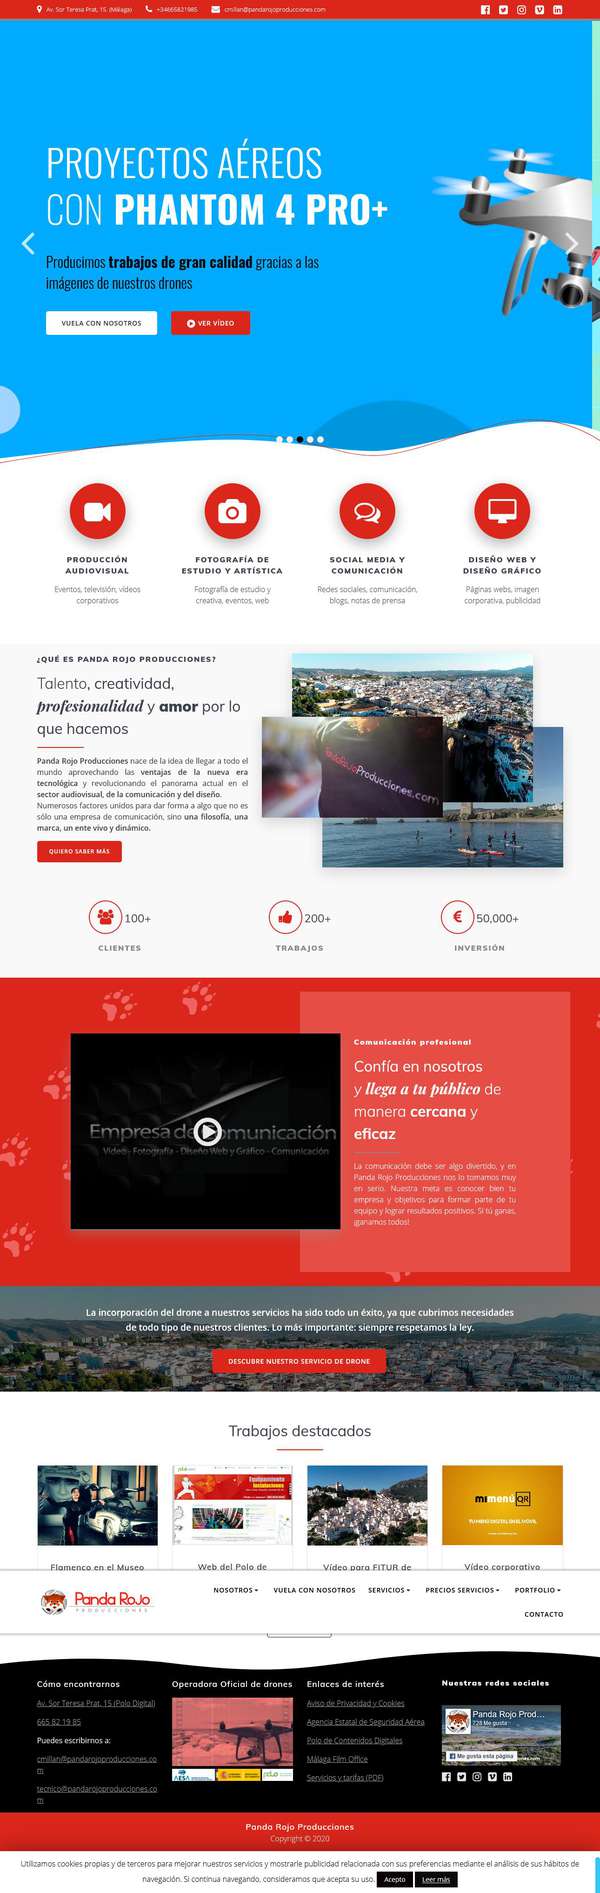 Av. Sor Teresa Prat, 15. (Málaga) +34665821985 cmillan@pandarojoproducciones.com
PROYECTOS AÉREOS
CON PHANTOM 4 PRO+
Producimos trabajos de gran calidad gracias a las
imágenes de nuestros drones
VUELA CON NOSOTROS
VER VÍDEO
PRODUCCIÓN
AUDIOVISUAL
Eventos, televisión, vídeos
corporativos
FOTOGRAFÍA DE
ESTUDIO Y ARTÍSTICA
Fotografía de estudio y
creativa, eventos, web
SOCIAL MEDIA Y
COMUNICACIÓN
Redes sociales, comunicación,
blogs, notas de prensa
DISEÑO WEB Y
DISEÑO GRÁFICO
Páginas webs, imagen
corporativa, publicidad
¿QUÉ ES PANDA ROJO PRODUCCIONES?
Talento, creatividad,
profesionalidad y amor por lo
que hacemos
Panda Rojo Producciones nace de la idea de llegar a todo el
mundo aprovechando las ventajas de la nueva era
tecnológica y revolucionando el panorama actual en el
sector audiovisual, de la comunicación y del diseño.
Numerosos factores unidos para dar forma a algo que no es
sólo una empresa de comunicación, sino una filosofía, una
marca, un ente vivo y dinámico.
QUIERO SABER MÁS
PandaRojoProducciones.com
100+
CLIENTES
200+
TRABAJOS
50,000+
INVERSIÓN
Empresa de Comunicación
Vídeo - Fotografía - Diseño Web y Gráfico - Comunicación
Comunicación profesional
Confía en nosotros
y llega a tu público de
manera cercana y
eficaz
La comunicación debe ser algo divertido, y en
Panda Rojo Producciones nos lo tomamos muy
en serio. Nuestra meta es conocer bien tu
empresa y objetivos para formar parte de tu
equipo y lograr resultados positivos. Si tú ganas,
¡ganamos todos!
La incorporación del drone a nuestros servicios ha sido todo un éxito, ya que cubrimos necesidades
de todo tipo de nuestros clientes. Lo más importante: siempre respetamos la ley.
DESCUBRE NUESTRO SERVICIO DE DRONE
Trabajos destacados
mimenú QR
TU MENÚ DIGITAL EN EL MÓVIL
Flamenco en el Museo
Web del Polo de
Vídeo para FITUR de
Vídeo corporativo
Panda Rojo
PRODUCCIONES
NOSOTROS VUELA CON NOSOTROS SERVICIOS PRECIOS SERVICIOS PORTFOLIO
CONTACTO
Cómo encontrarnos
Av. Sor Teresa Prat, 15 (Polo Digital)
665 82 19 85
Puedes escribirnos a:
cmillan@pandarojoproducciones.co
m
tecnico@pandarojoproducciones.co
m
Operadora Oficial de drones
AESA
Enlaces de interés
Aviso de Privacidad y Cookies
Agencia Estatal de Seguridad Aérea
Polo de Contenidos Digitales
Málaga Film Office
Servicios y tarifas (PDF)
Nuestras redes sociales
Panda Rojo Prod...
728 Me gusta
Me gusta esta página
Panda Rojo Producciones
Copyright © 2020
Utilizamos cookies propias y de terceros para mejorar nuestros servicios y mostrarle publicidad relacionada con sus preferencias mediante el análisis de sus hábitos de
navegación. Si continua navegando, consideramos que acepta su uso. Acepto Leer más